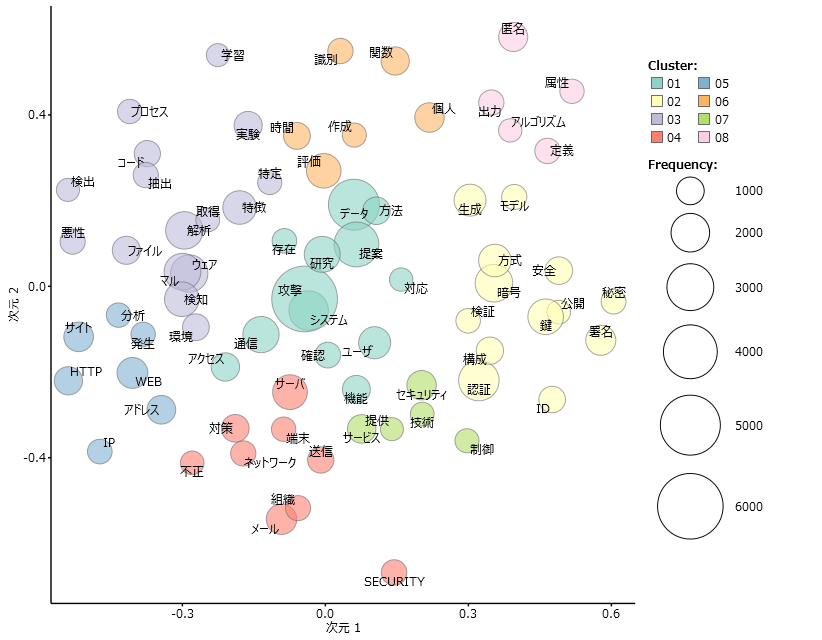 匿名
学習
識別
関数
属性
Cluster:
01
05
02
06
03
07
04
08
プロセス
0.4
個人
出力
アルゴリズム
実験
時間
作成
定義
コード
評価
Frequency:
検出
抽出
特定
1000
取得
特徴
データ
方法
生成
モデル
悪性
解析
2000
ファイル
存在
研究
提案
方式
安全
マル
ウェア
対応
0.0
次元 2
検知
攻撃
暗号
秘密
3000
サイト
分析
システム
検証
公開
鍵
発生
環境
通信
署名
アクセス
確認
ユーザ
構成
4000
HTTP
WEB
サーバ
機能
セキュリティ
認証
アドレス
ID
対策
端末
提供
サービス
技術
5000
IP
-0.4
不正
ネットワーク
送信
制御
組織
6000
メール
SECURITY
-0.3
0.0
0.3
0.6
次元 1